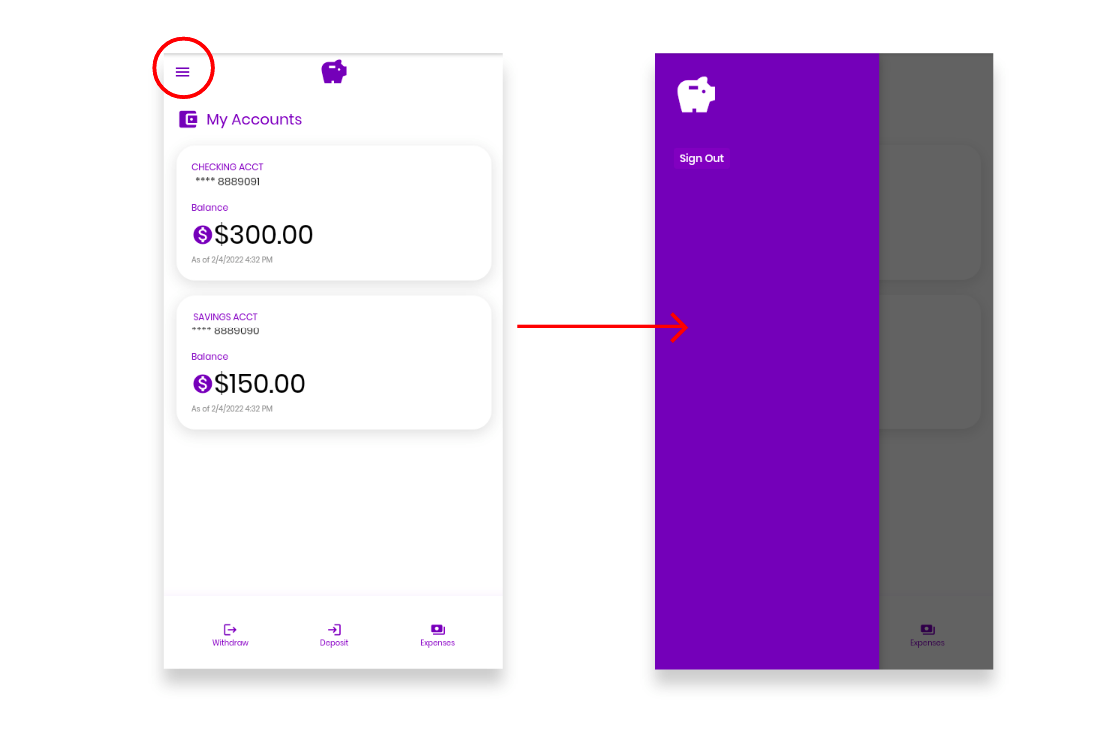 My Accounts
CHECKING ACCT
**** 8889091
Balance
$300.00
As of 2/4/2022 4:32 PM
SAVINGS ACCT
**** 8889090
Balance
$150.00
As of 2/4/2022 4:32 PM
Withdraw
Deposit
Expenses
Sign Out
Expenses